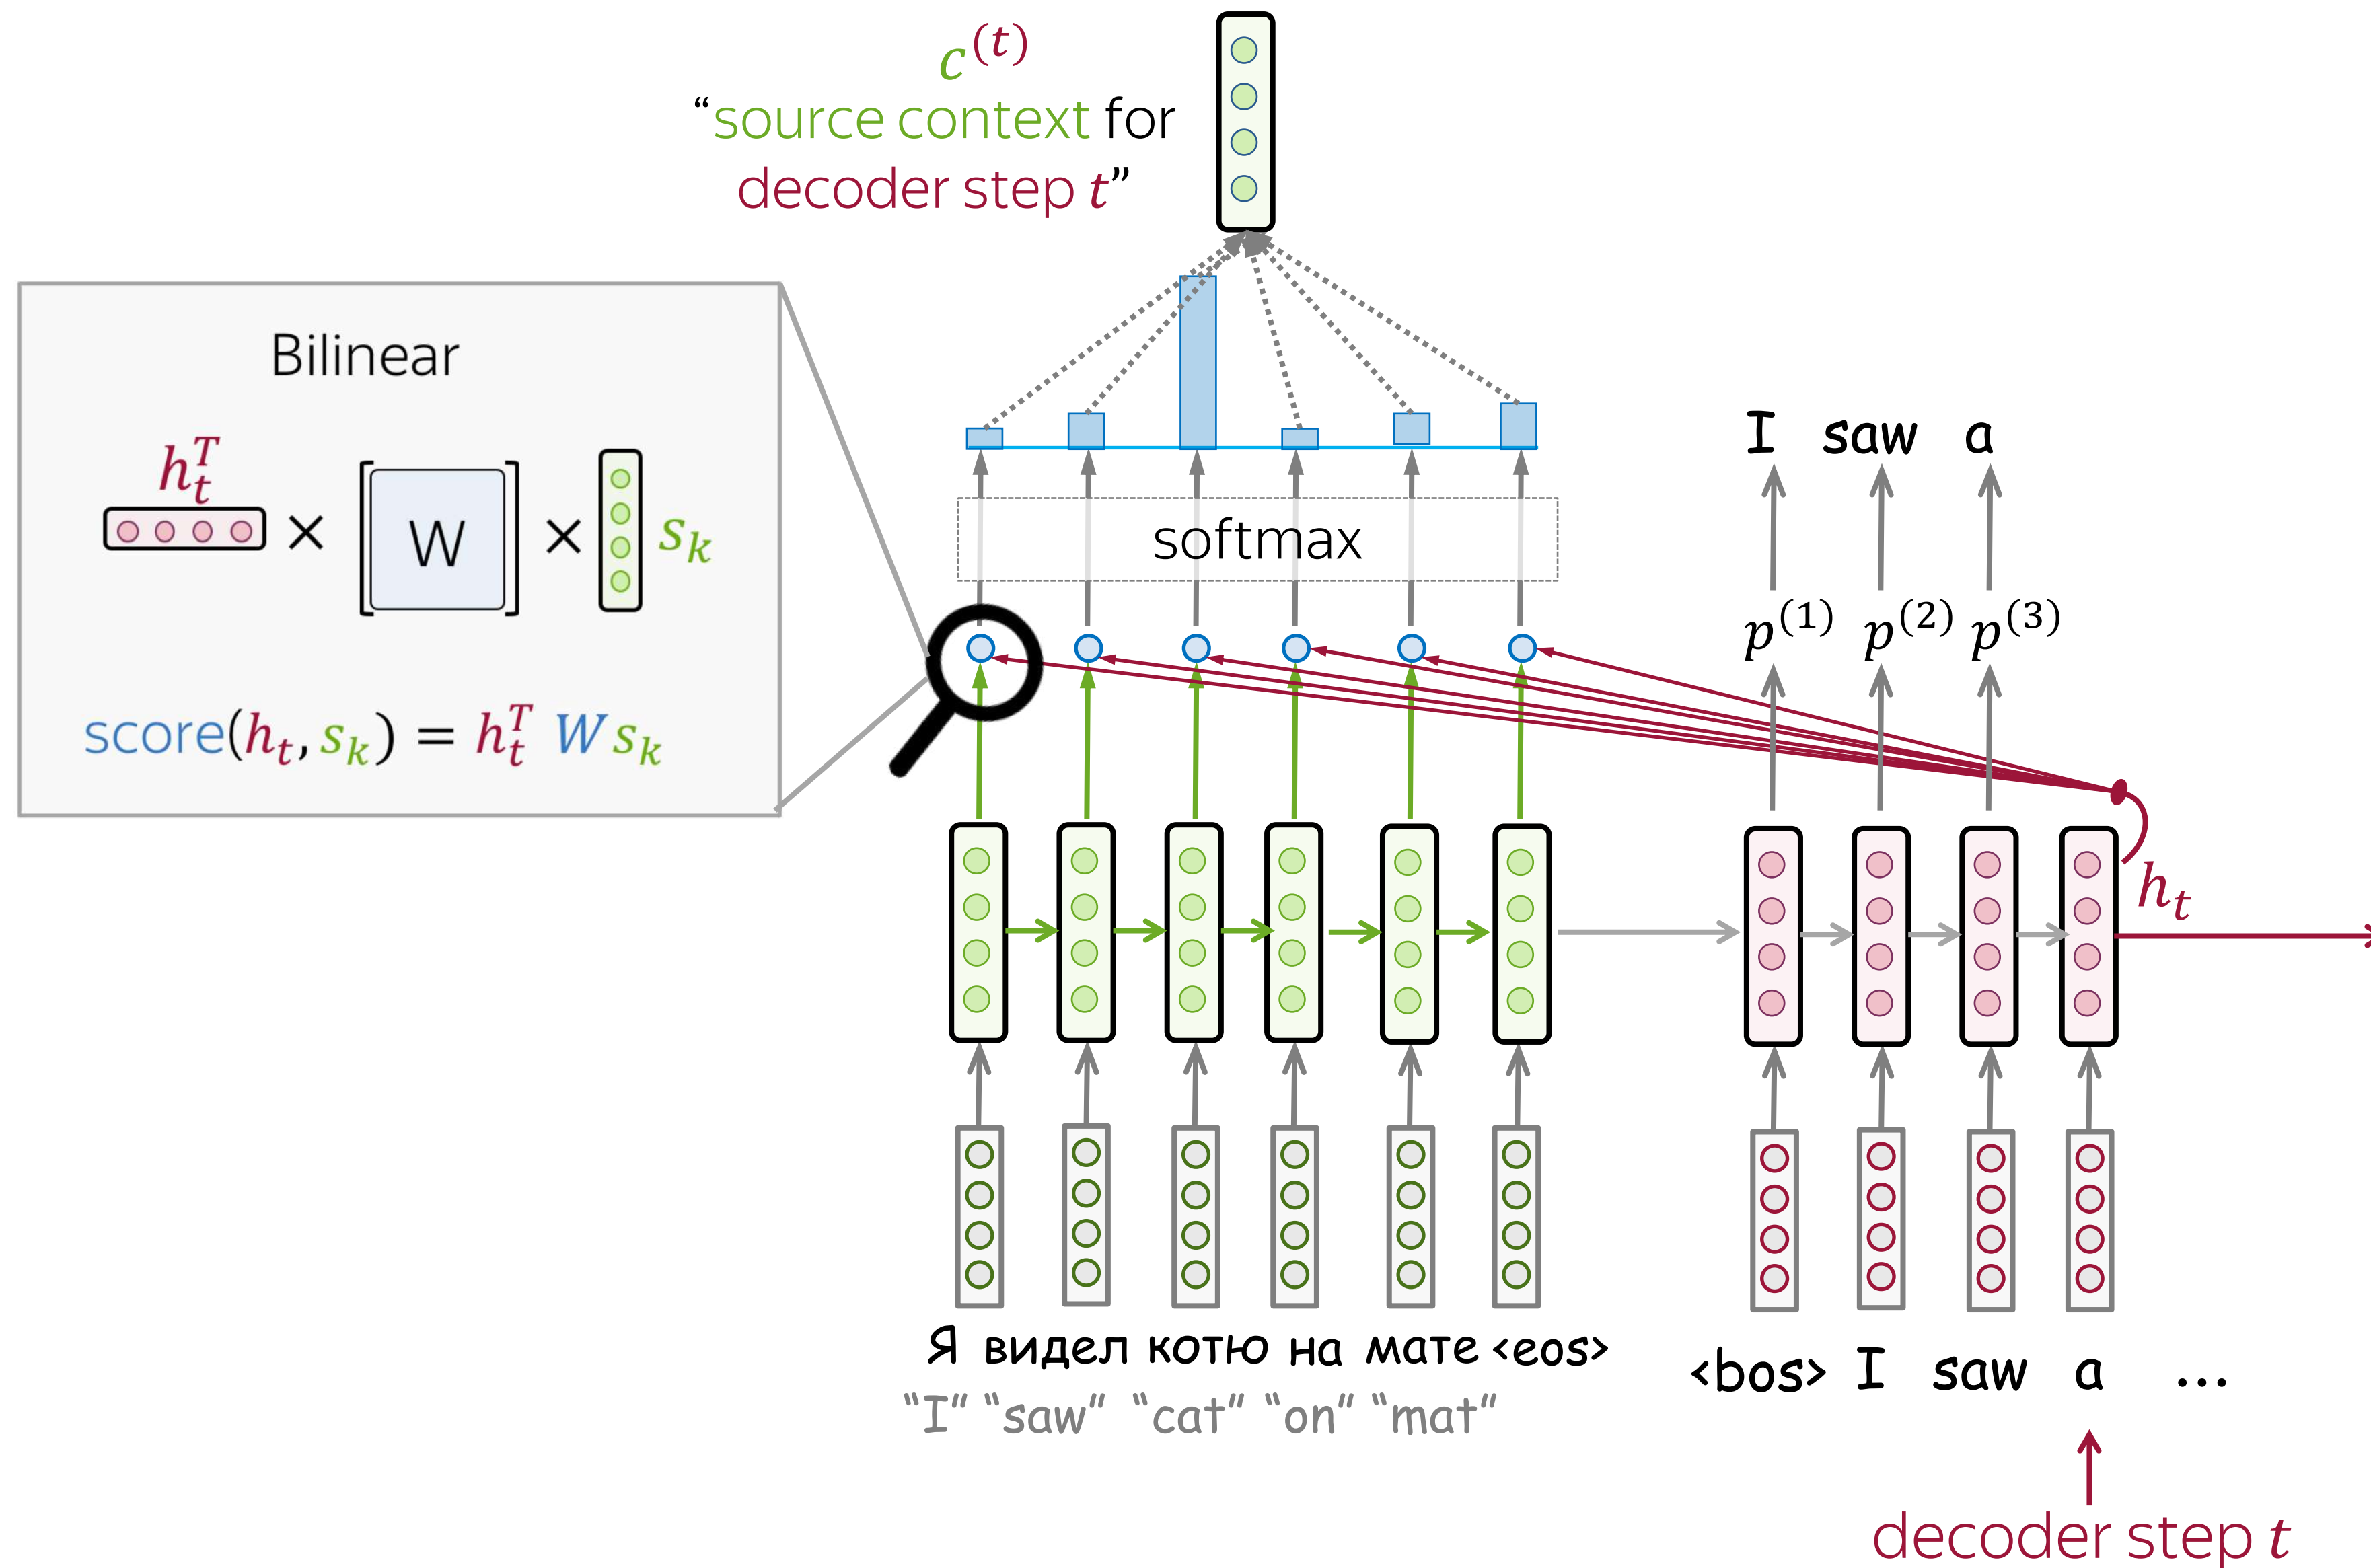 c^(t)
“source context for
decoder step t”
Bilinear
h_t^T
× [W] × s_k
score(h_t, s_k) = h_t^T W s_k
softmax
I saw a
p^(1) p^(2) p^(3)
h_t
Я видел котю на мате <eos>
"I" "saw" "cat" "on" "mat"
<bos> I saw a ...
decoder step t